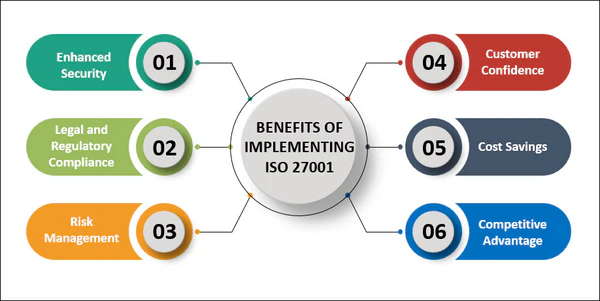 Enhanced
Security
01
Legal and
Regulatory
Compliance
02
Risk
Management
03
BENEFITS OF
IMPLEMENTING
ISO 27001
04
Customer
Confidence
05
Cost Savings
06
Competitive
Advantage